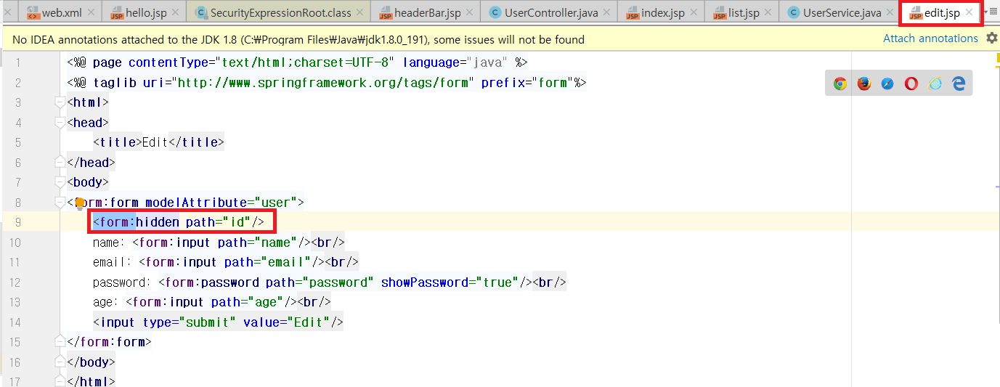 web.xml hello.jsp SecurityExpressionRoot.class headerBar.jsp UserController.java index.jsp list.jsp UserService.java edit.jsp
No IDEA annotations attached to the JDK 1.8 (C:₩Program Files₩Java₩jdk1.8.0_191), some issues will not be found Attach annotations
1 <%@ page contentType="text/html;charset=UTF-8" language="java" %>
2 <%@ taglib uri="http://www.springframework.org/tags/form" prefix="form"%>
3 <html>
4 <head>
5 <title>Edit</title>
6 </head>
7 <body>
8 <form:form modelAttribute="user">
9 <form:hidden path="id"/>
10 name: <form:input path="name"/><br/>
11 email: <form:input path="email"/><br/>
12 password: <form:password path="password" showPassword="true"/><br/>
13 age: <form:input path="age"/><br/>
14 <input type="submit" value="Edit"/>
15 </form:form>
16 </body>
17 </html>